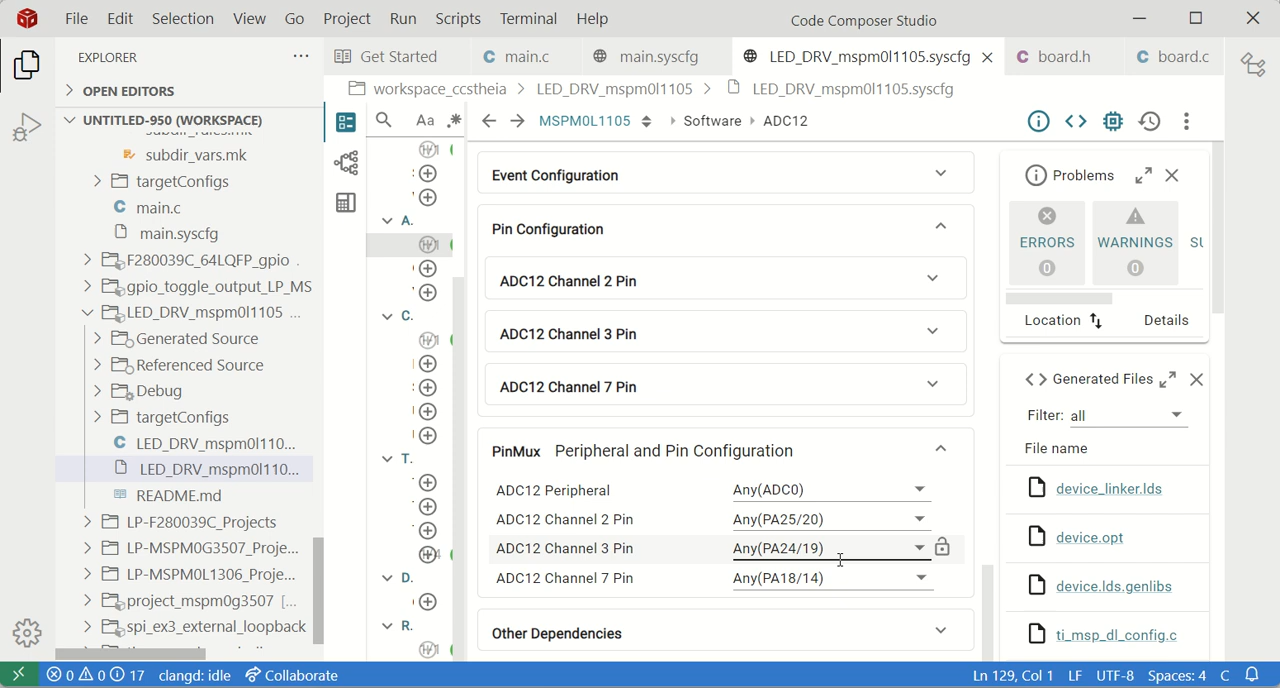 File Edit Selection View Go Project Run Scripts Terminal Help Code Composer Studio
EXPLORER
OPEN EDITORS
UNTITLED-950 (WORKSPACE)
subdir_rules.mk
subdir_vars.mk
targetConfigs
main.c
main.syscfg
F280039C_64LQFP_gpio .
gpio_toggle_output_LP_MS
LED_DRV_mspm0l1105 ...
Generated Source
Referenced Source
Debug
targetConfigs
LED_DRV_mspm0l110...
LED_DRV_mspm0l110...
README.md
LP-F280039C_Projects
LP-MSPM0G3507_Proje...
LP-MSPM0L1306_Proje...
project_mspm0g3507 [...
spi_ex3_external_loopback
Get Started main.c main.syscfg LED_DRV_mspm0l1105.syscfg board.h board.c
workspace_ccstheia > LED_DRV_mspm0l1105 > LED_DRV_mspm0l1105.syscfg
Aa .* MSPM0L1105 Software ADC12
A.
C.
T.
D.
R.
Event Configuration
Pin Configuration
ADC12 Channel 2 Pin
ADC12 Channel 3 Pin
ADC12 Channel 7 Pin
PinMux Peripheral and Pin Configuration
ADC12 Peripheral Any(ADC0)
ADC12 Channel 2 Pin Any(PA25/20)
ADC12 Channel 3 Pin Any(PA24/19)
ADC12 Channel 7 Pin Any(PA18/14)
Other Dependencies
Problems
ERRORS WARNINGS SU
0 0
Location Details
Generated Files
Filter: all
File name
device_linker.lds
device.opt
device.lds.genlibs
ti_msp_dl_config.c
0 0 17 clangd: idle Collaborate Ln 129, Col 1 LF UTF-8 Spaces: 4 C